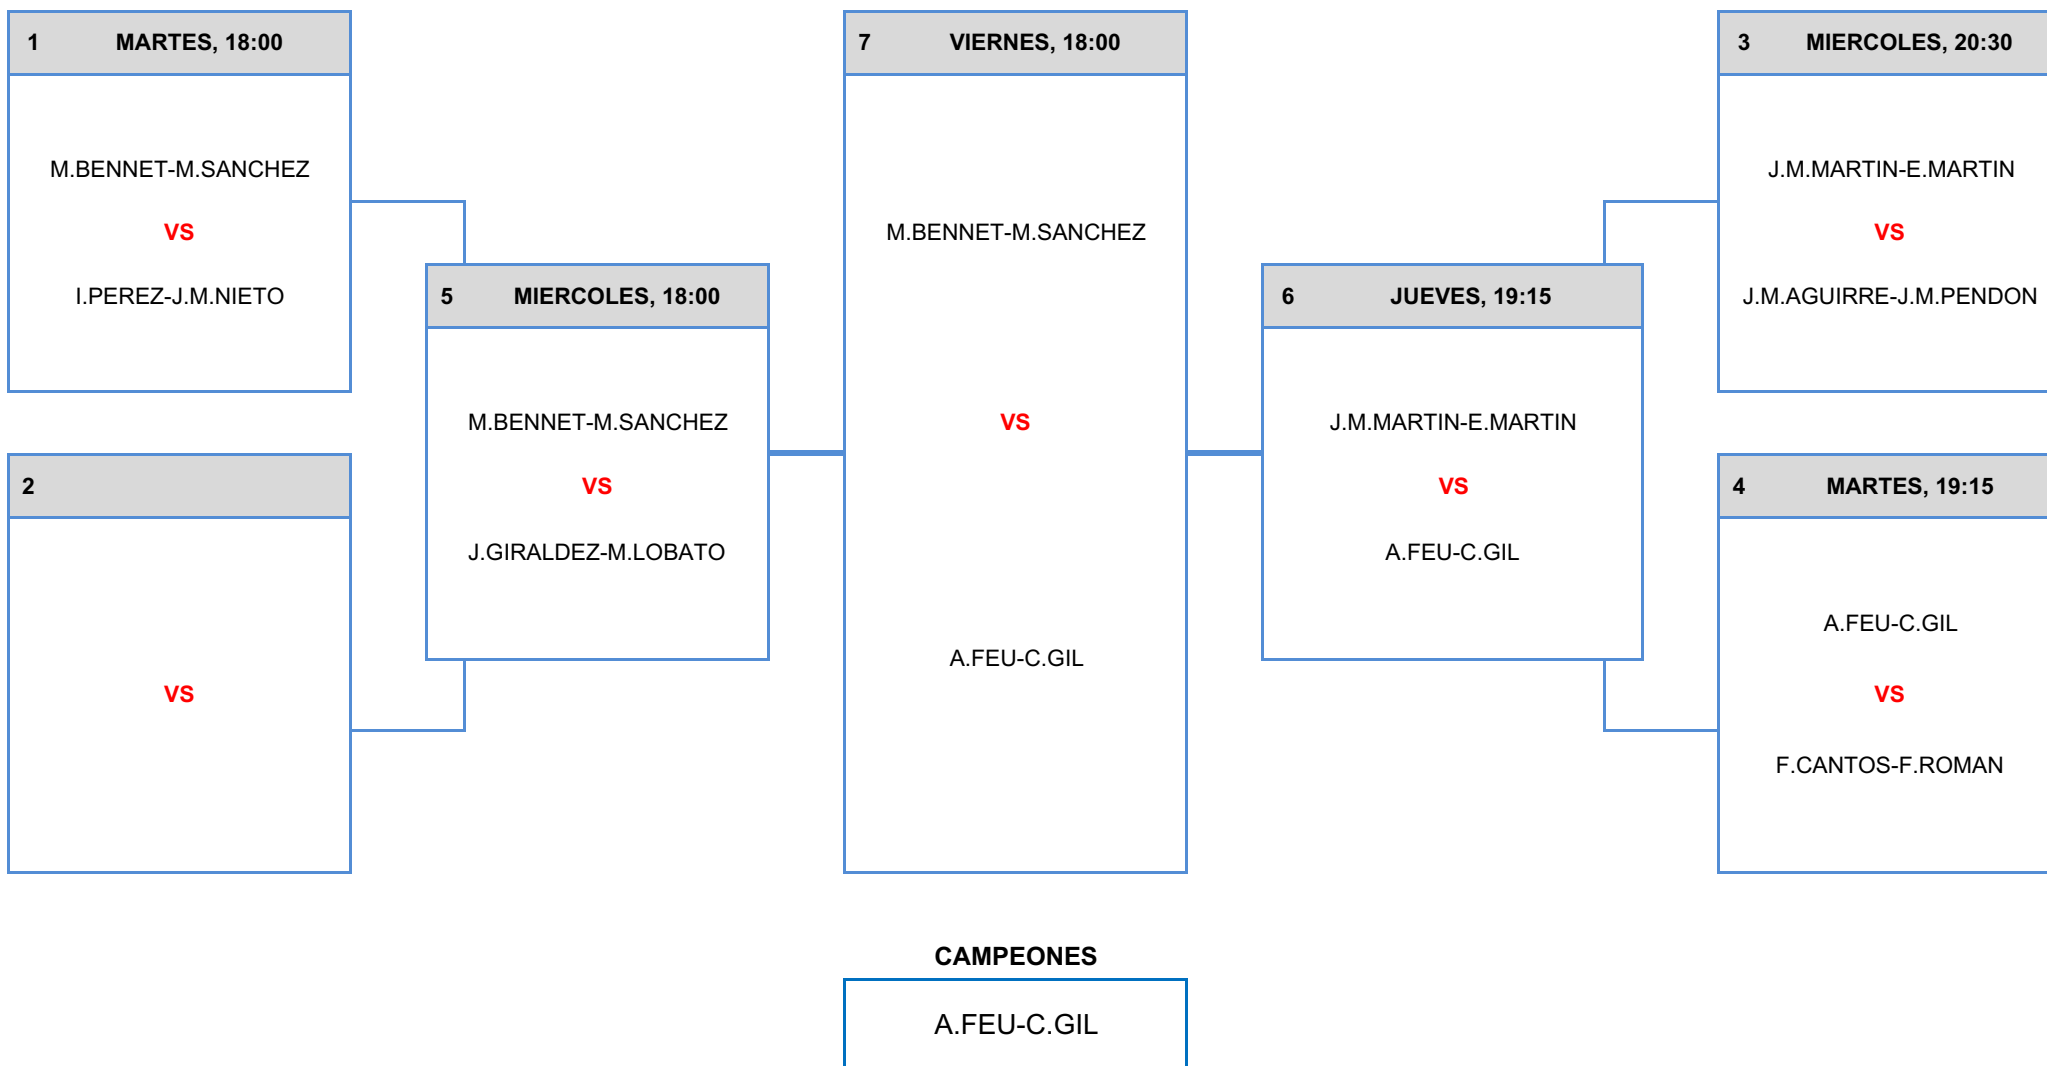 1 MARTES, 18:00
M.BENNET-M.SANCHEZ
VS
I.PEREZ-J.M.NIETO
2
VS
5 MIERCOLES, 18:00
M.BENNET-M.SANCHEZ
VS
J.GIRALDEZ-M.LOBATO
7 VIERNES, 18:00
M.BENNET-M.SANCHEZ
VS
A.FEU-C.GIL
6 JUEVES, 19:15
J.M.MARTIN-E.MARTIN
VS
A.FEU-C.GIL
3 MIERCOLES, 20:30
J.M.MARTIN-E.MARTIN
VS
J.M.AGUIRRE-J.M.PENDON
4 MARTES, 19:15
A.FEU-C.GIL
VS
F.CANTOS-F.ROMAN
CAMPEONES
A.FEU-C.GIL